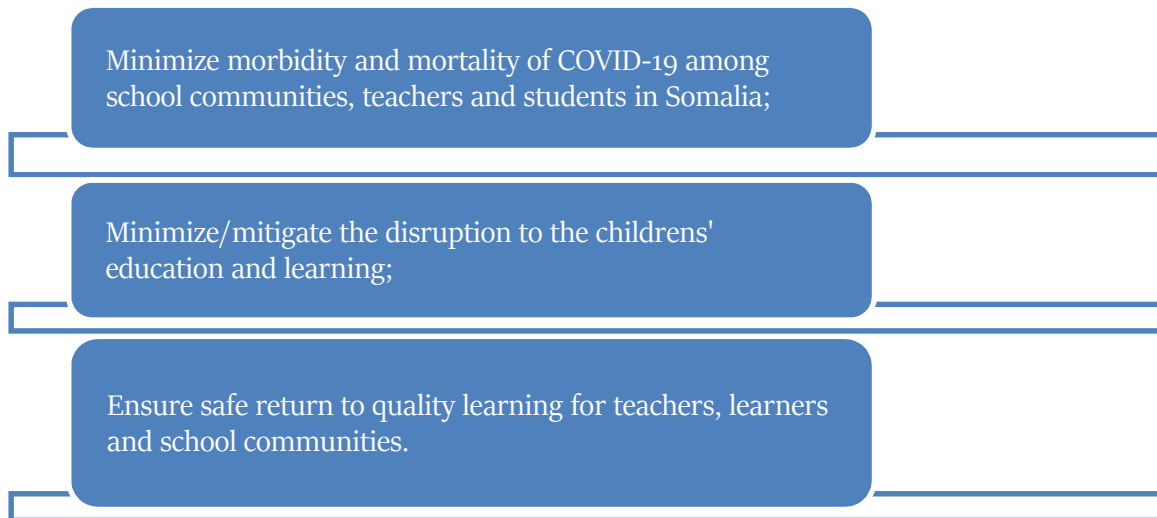 Minimize morbidity and mortality of COVID-19 among
school communities, teachers and students in Somalia;
Minimize/mitigate the disruption to the childrens'
education and learning;
Ensure safe return to quality learning for teachers, learners
and school communities.